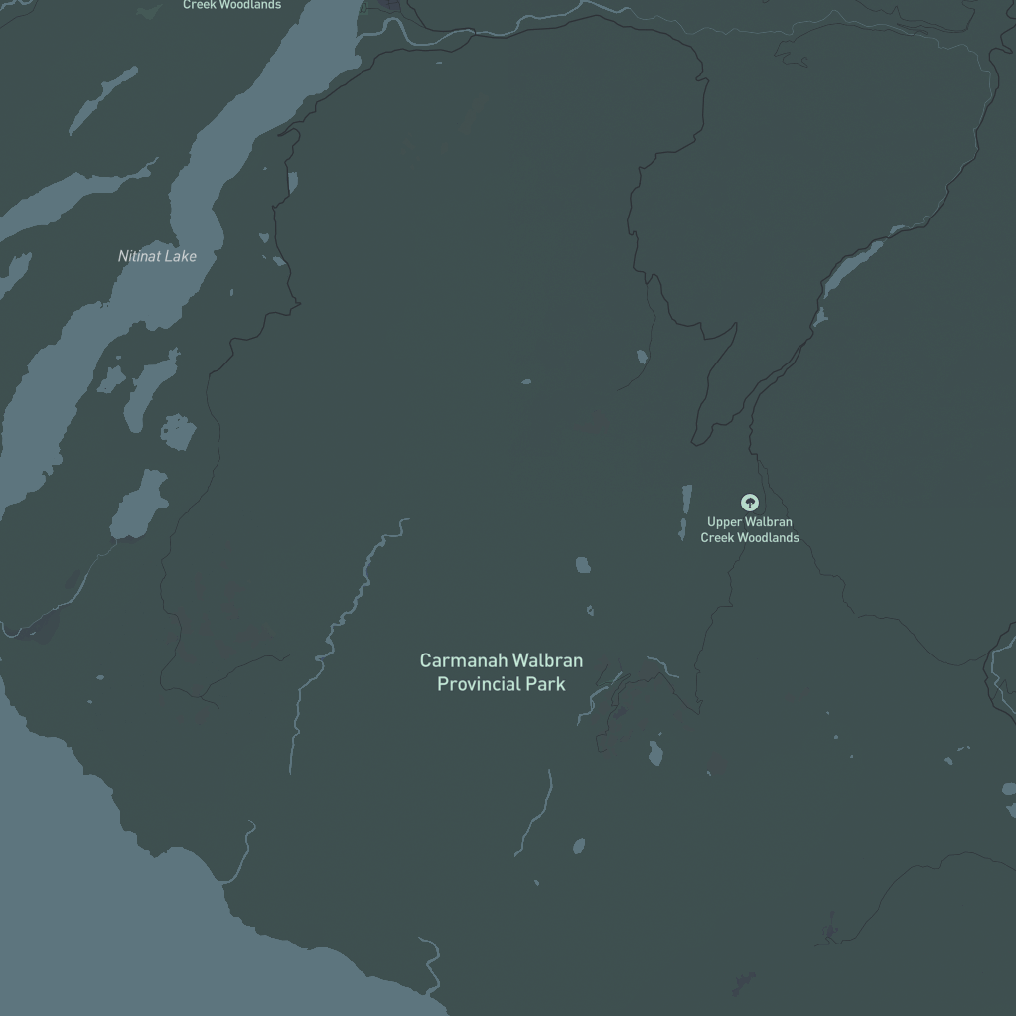 Creek Woodlands
Nitinat Lake
Upper Walbran
Creek Woodlands
Carmanah Walbran
Provincial Park